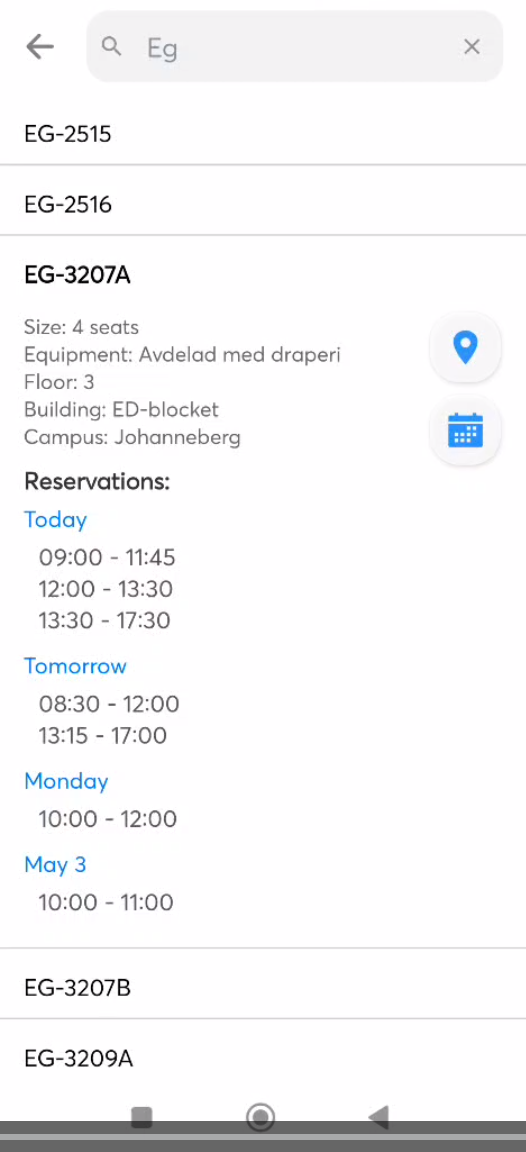 Eg
EG-2515
EG-2516
EG-3207A
Size: 4 seats
Equipment: Avdelad med draperi
Floor: 3
Building: ED-blocket
Campus: Johanneberg
Reservations:
Today
09:00 - 11:45
12:00 - 13:30
13:30 - 17:30
Tomorrow
08:30 - 12:00
13:15 - 17:00
Monday
10:00 - 12:00
May 3
10:00 - 11:00
EG-3207B
EG-3209A